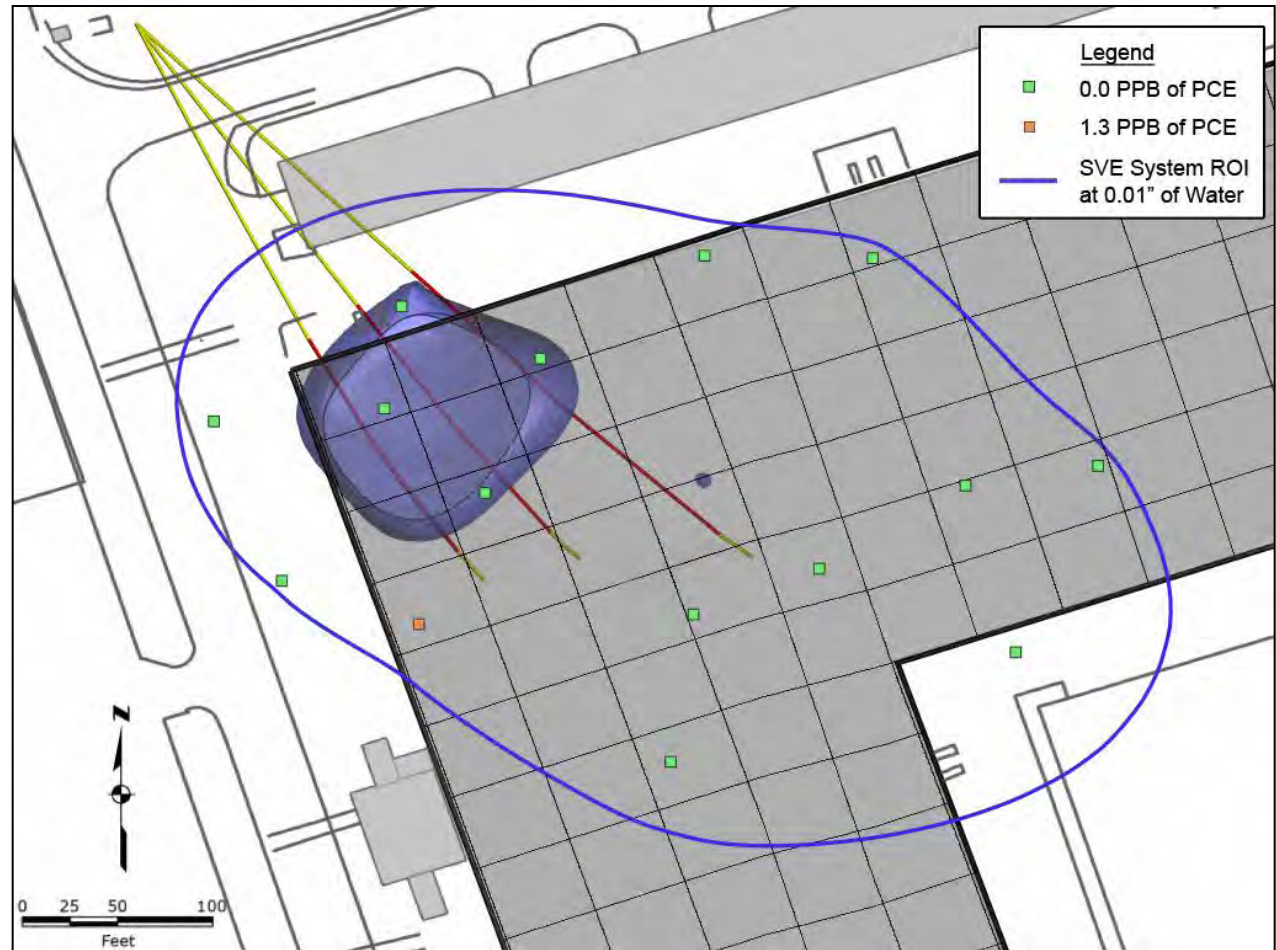 Legend
0.0 PPB of PCE
1.3 PPB of PCE
SVE System ROI
at 0.01" of Water
N
0 25 50 100
Feet